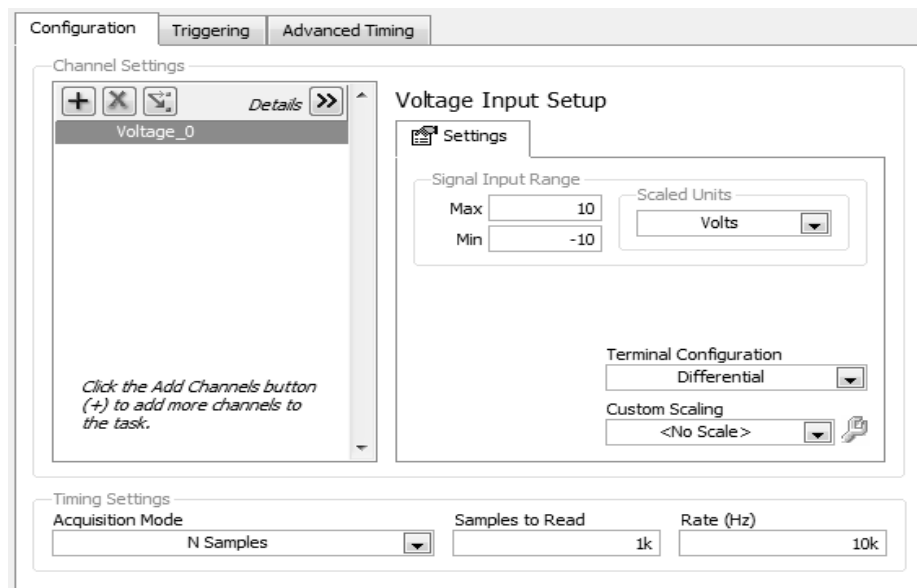 Configuration
Triggering
Advanced Timing
Channel Settings
Details
Voltage_0
Click the Add Channels button
(+) to add more channels to
the task.
Voltage Input Setup
Settings
Signal Input Range
Max 10
Min -10
Scaled Units
Volts
Terminal Configuration
Differential
Custom Scaling
<No Scale>
Timing Settings
Acquisition Mode
N Samples
Samples to Read
1k
Rate (Hz)
10k